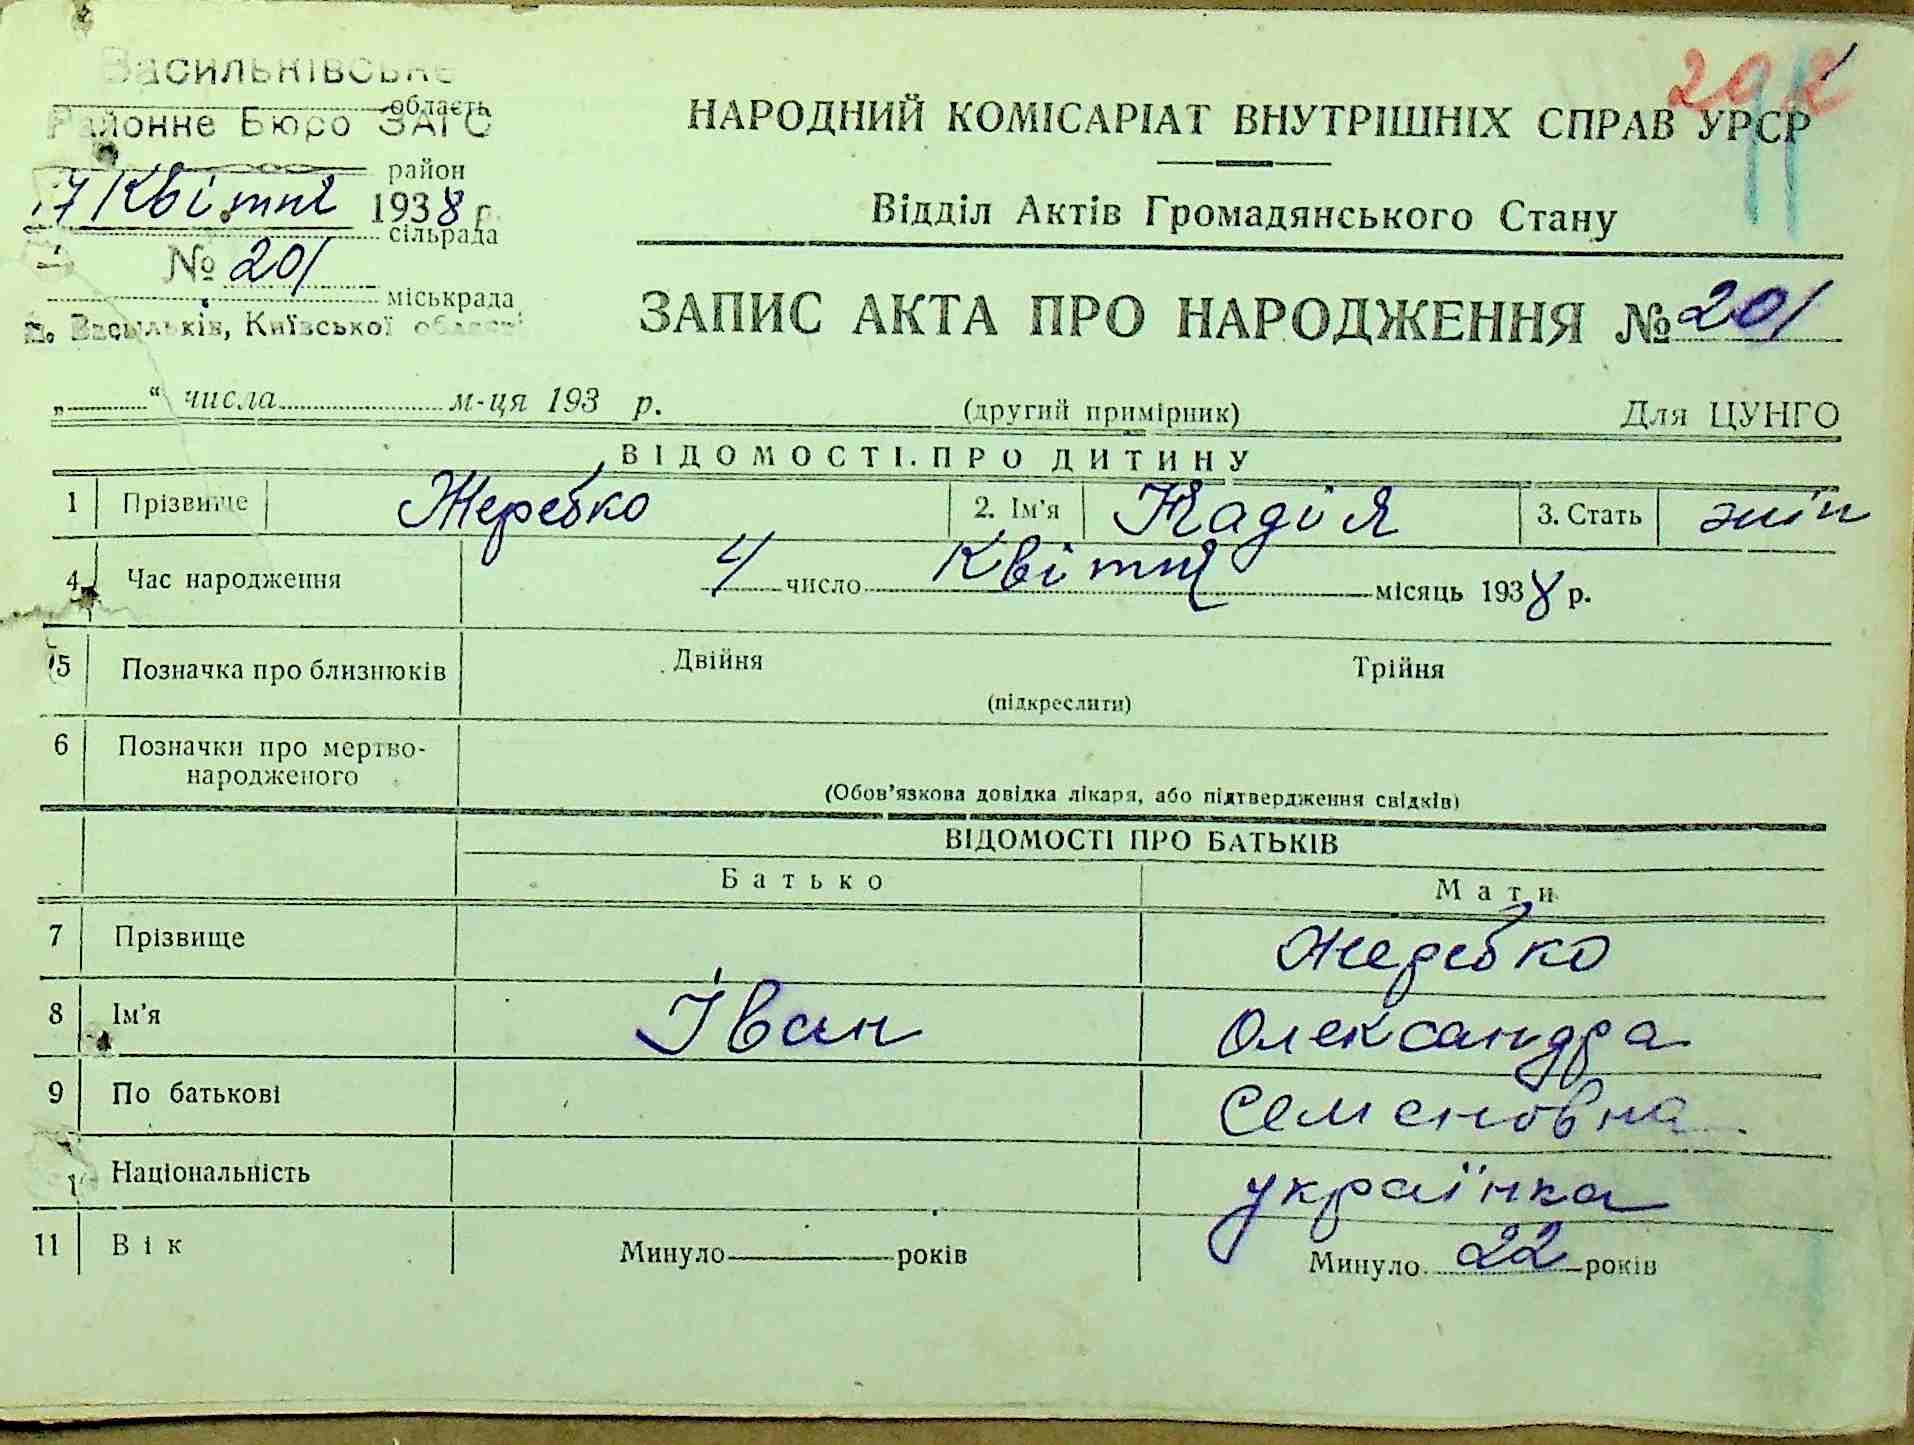 Васильківське
область
Районне Бюро ЗАГС
район
7 Квітня 1938 р.
сільрада
№ 201
міськрада
м. Васильків, Київської області
НАРОДНИЙ КОМІСАРІАТ ВНУТРІШНІХ СПРАВ УРСР
Відділ Актів Громадянського Стану
ЗАПИС АКТА ПРО НАРОДЖЕННЯ № 201
„ “ числа м-ця 193 р. (другий примірник) Для ЦУНГО
ВІДОМОСТІ ПРО ДИТИНУ
1 Прізвище Жеребко 2. Ім'я Надія 3. Стать жін
4 Час народження 4 число Квітня місяць 1938 р.
5 Позначка про близнюків Двійня Трійня
(підкреслити)
6 Позначки про мертво-
народженого
(Обов'язкова довідка лікаря, або підтвердження свідків)
ВІДОМОСТІ ПРО БАТЬКІВ
Батько Мати
7 Прізвище Жеребко
8 Ім'я Іван Олександра
9 По батькові Семеновна
Національність українка
11 Вік Минуло років Минуло 22 років